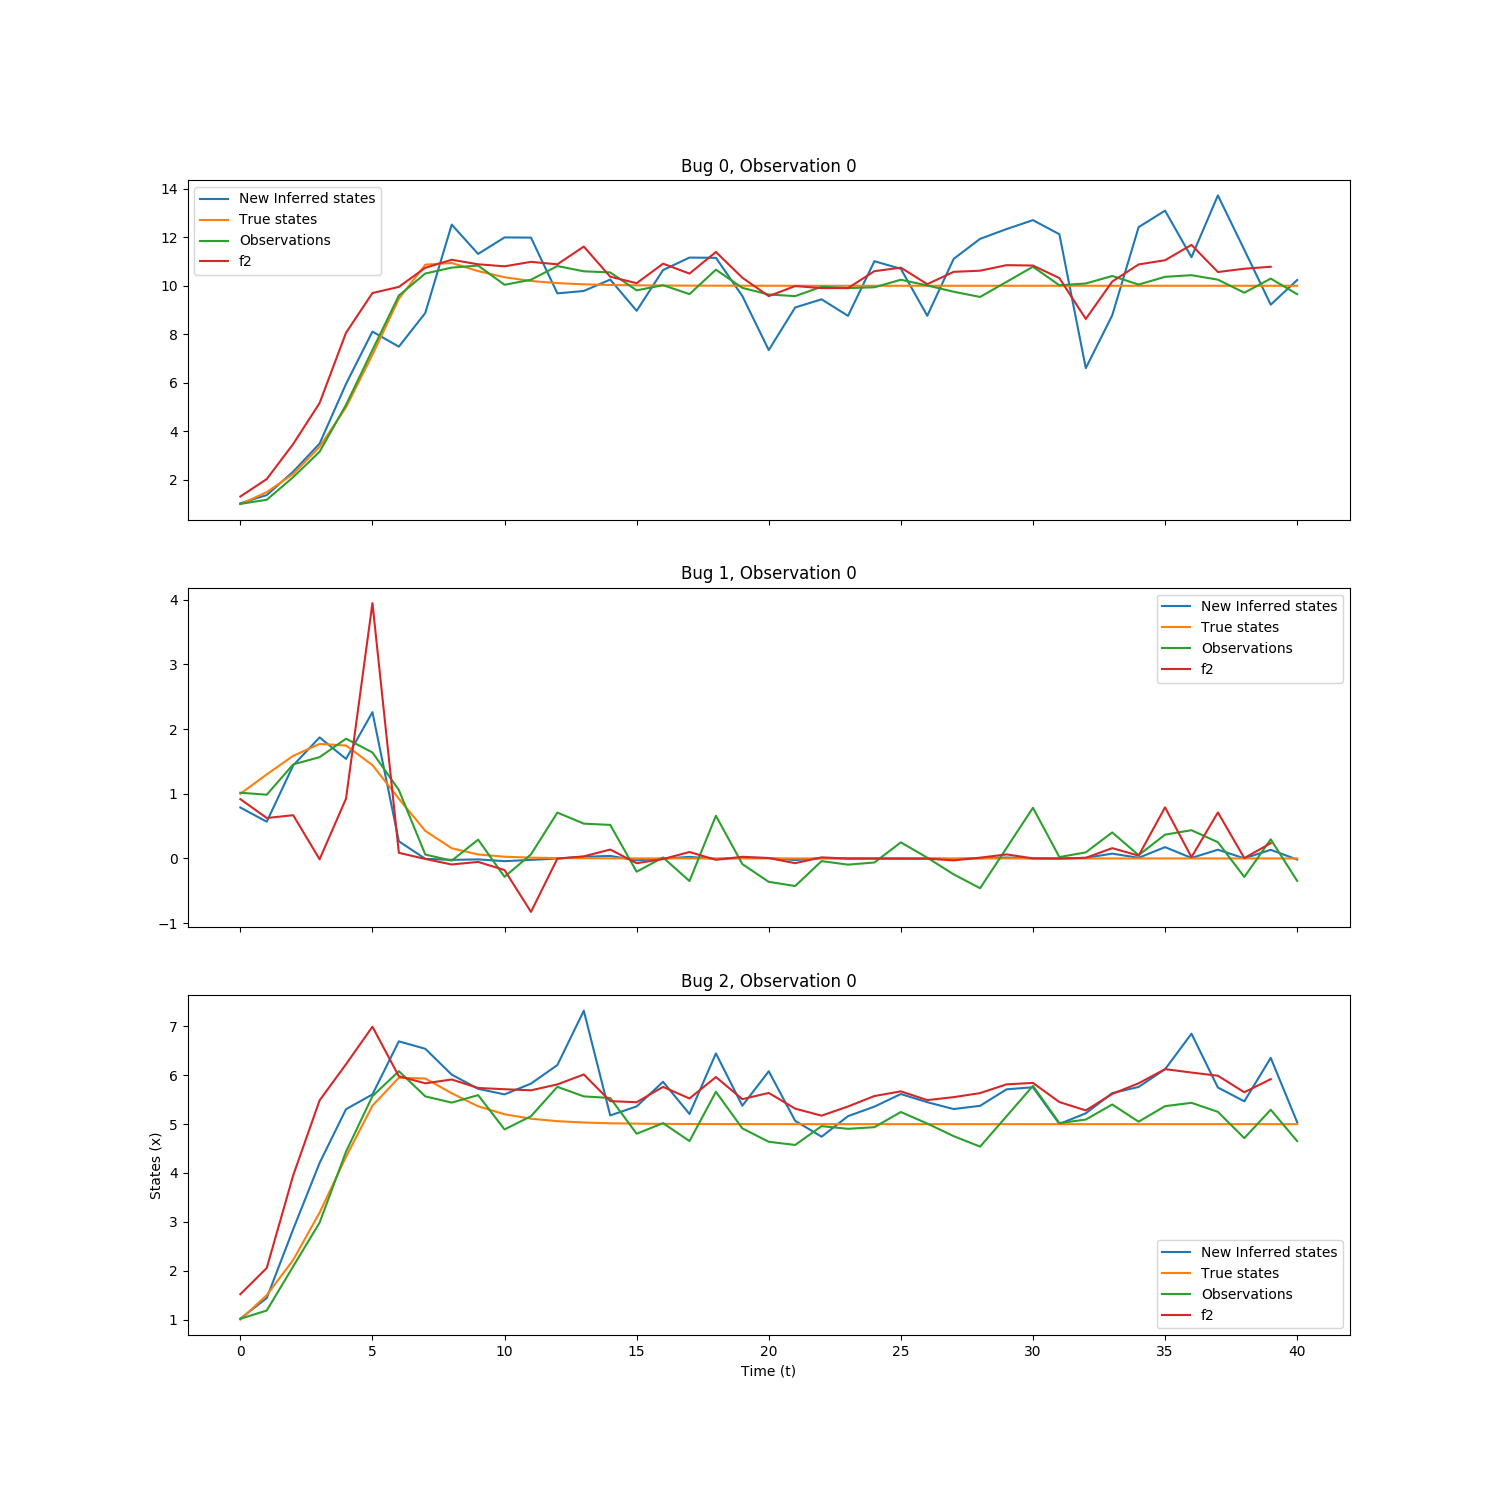 Bug 0, Observation 0
14
12
10
8
6
4
2
New Inferred states
True states
Observations
f2
Bug 1, Observation 0
4
3
2
1
0
−1
New Inferred states
True states
Observations
f2
Bug 2, Observation 0
7
6
5
4
3
2
1
States (x)
New Inferred states
True states
Observations
f2
0 5 10 15 20 25 30 35 40
Time (t)